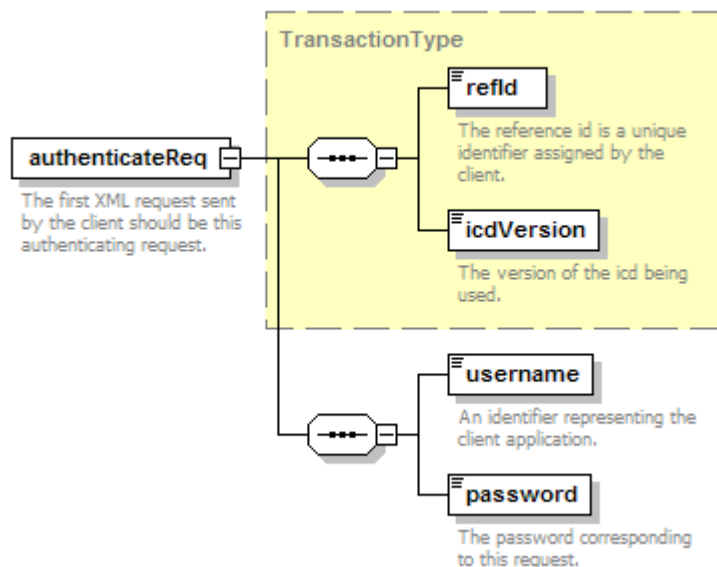 TransactionType
refId
The reference id is a unique
identifier assigned by the
client.
authenticateReq
The first XML request sent
by the client should be this
authenticating request.
icdVersion
The version of the icd being
used.
username
An identifier representing the
client application.
password
The password corresponding
to this request.